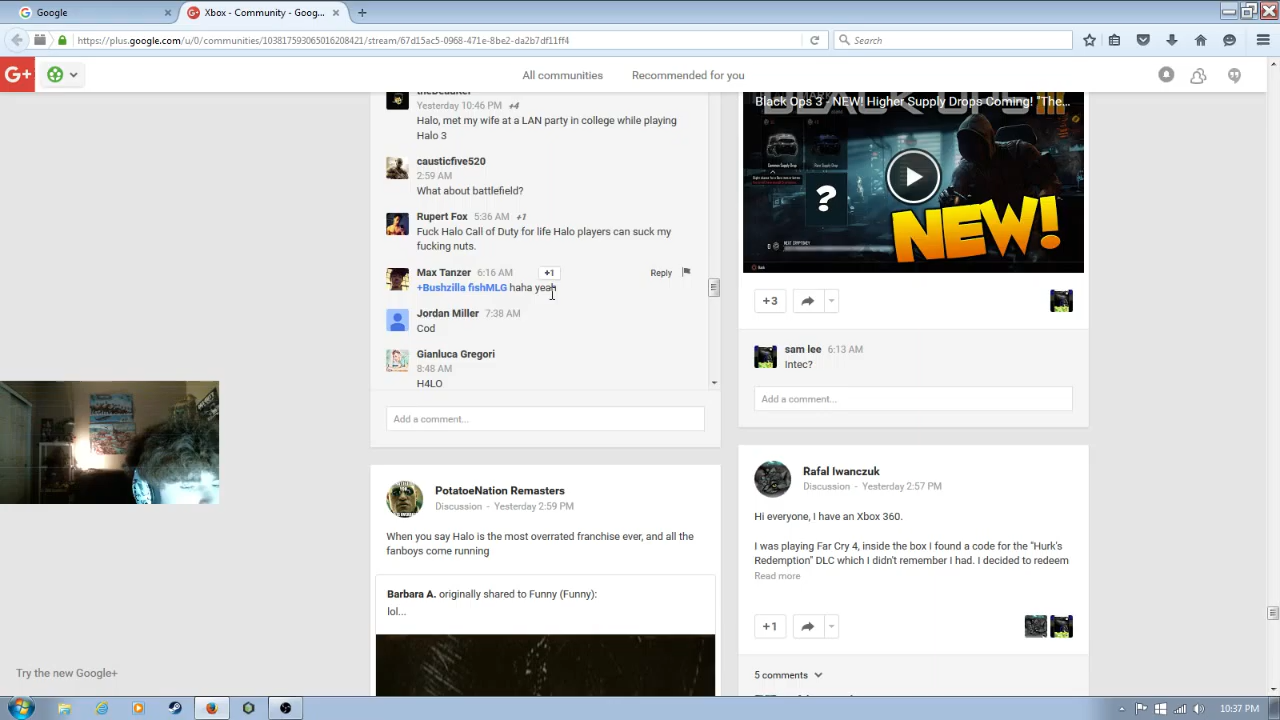 Google
Xbox - Community - Goog...
https://plus.google.com/u/0/communities/103817593065016208421/stream/67d15ac5-0968-471e-8be2-da2b7df11ff4
Search
G+
All communities
Recommended for you
Yesterday 10:46 PM +4
Halo, met my wife at a LAN party in college while playing
Halo 3
causticfive520
2:59 AM
What about battlefield?
Rupert Fox 5:36 AM +1
Fuck Halo Call of Duty for life Halo players can suck my
fucking nuts.
Max Tanzer 6:16 AM +1 Reply
+Bushzilla fishMLG haha yeah
Jordan Miller 7:38 AM
Cod
Gianluca Gregori
8:48 AM
H4LO
Add a comment...
PotatoeNation Remasters
Discussion - Yesterday 2:59 PM
When you say Halo is the most overrated franchise ever, and all the
fanboys come running
Barbara A. originally shared to Funny (Funny):
lol...
Black Ops 3 - NEW! Higher Supply Drops Coming! "The...
?
NEW!
+3
sam lee 6:13 AM
Intec?
Add a comment...
Rafal Iwanczuk
Discussion - Yesterday 2:57 PM
Hi everyone, I have an Xbox 360.
I was playing Far Cry 4, inside the box I found a code for the "Hurk's
Redemption" DLC which I didn't remember I had. I decided to redeem
Read more
+1
5 comments
Try the new Google+
10:37 PM